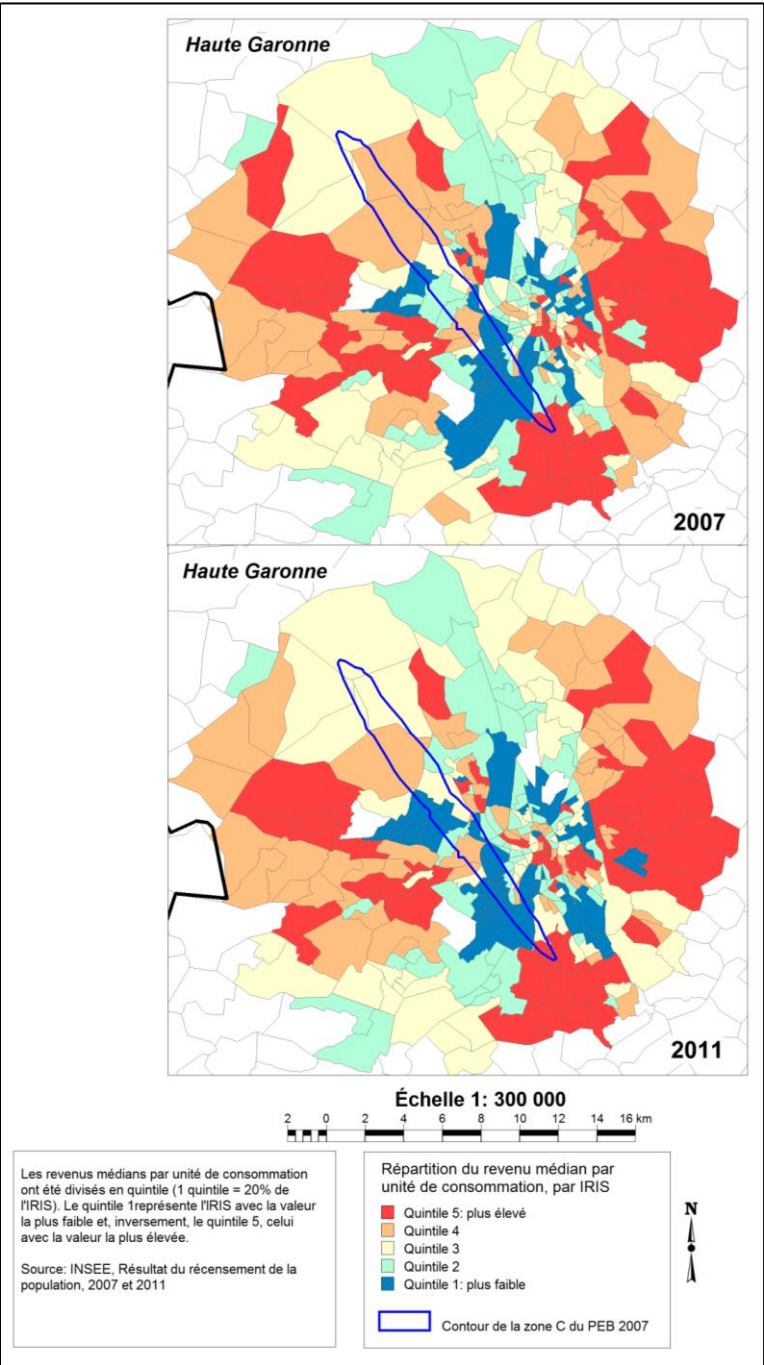 Haute Garonne
2007
Haute Garonne
2011
Échelle 1: 300 000
2 0 2 4 6 8 10 12 14 16 km
Les revenus médians par unité de consommation
ont été divisés en quintile (1 quintile = 20% de
l'IRIS). Le quintile 1représente l'IRIS avec la valeur
la plus faible et, inversement, le quintile 5, celui
avec la valeur la plus élevée.
Source: INSEE, Résultat du récensement de la
population, 2007 et 2011
Répartition du revenu médian par
unité de consommation, par IRIS
Quintile 5: plus élevé
Quintile 4
Quintile 3
Quintile 2
Quintile 1: plus faible
Contour de la zone C du PEB 2007
N